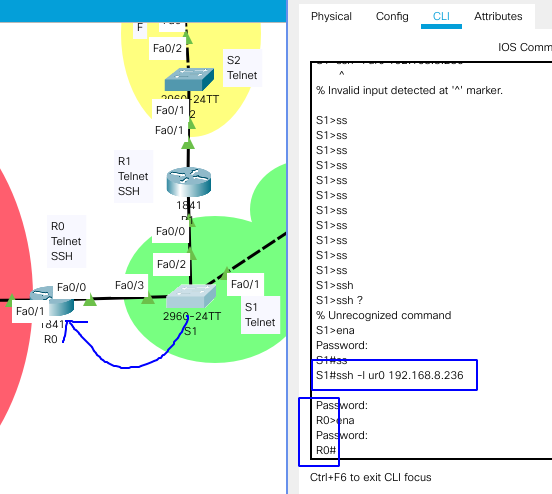 F
Fa0/2
S2
Telnet
2960-24TT
Fa0/1
Fa0/1
R1
Telnet
SSH
1841
R0
Telnet
SSH
Fa0/0
Fa0/2
Fa0/0
Fa0/3
Fa0/1
Fa0/1
S1
Telnet
1841
R0
2960-24TT
S1
Physical
Config
CLI
Attributes
IOS Comm
^
% Invalid input detected at '^' marker.
S1>ss
S1>ss
S1>ss
S1>ss
S1>ss
S1>ss
S1>ss
S1>ss
S1>ss
S1>ss
S1>ss
S1>ssh
S1>ssh ?
% Unrecognized command
S1>ena
Password:
S1#ss
S1#ssh -l ur0 192.168.8.236
Password:
R0>ena
Password:
R0#
Ctrl+F6 to exit CLI focus